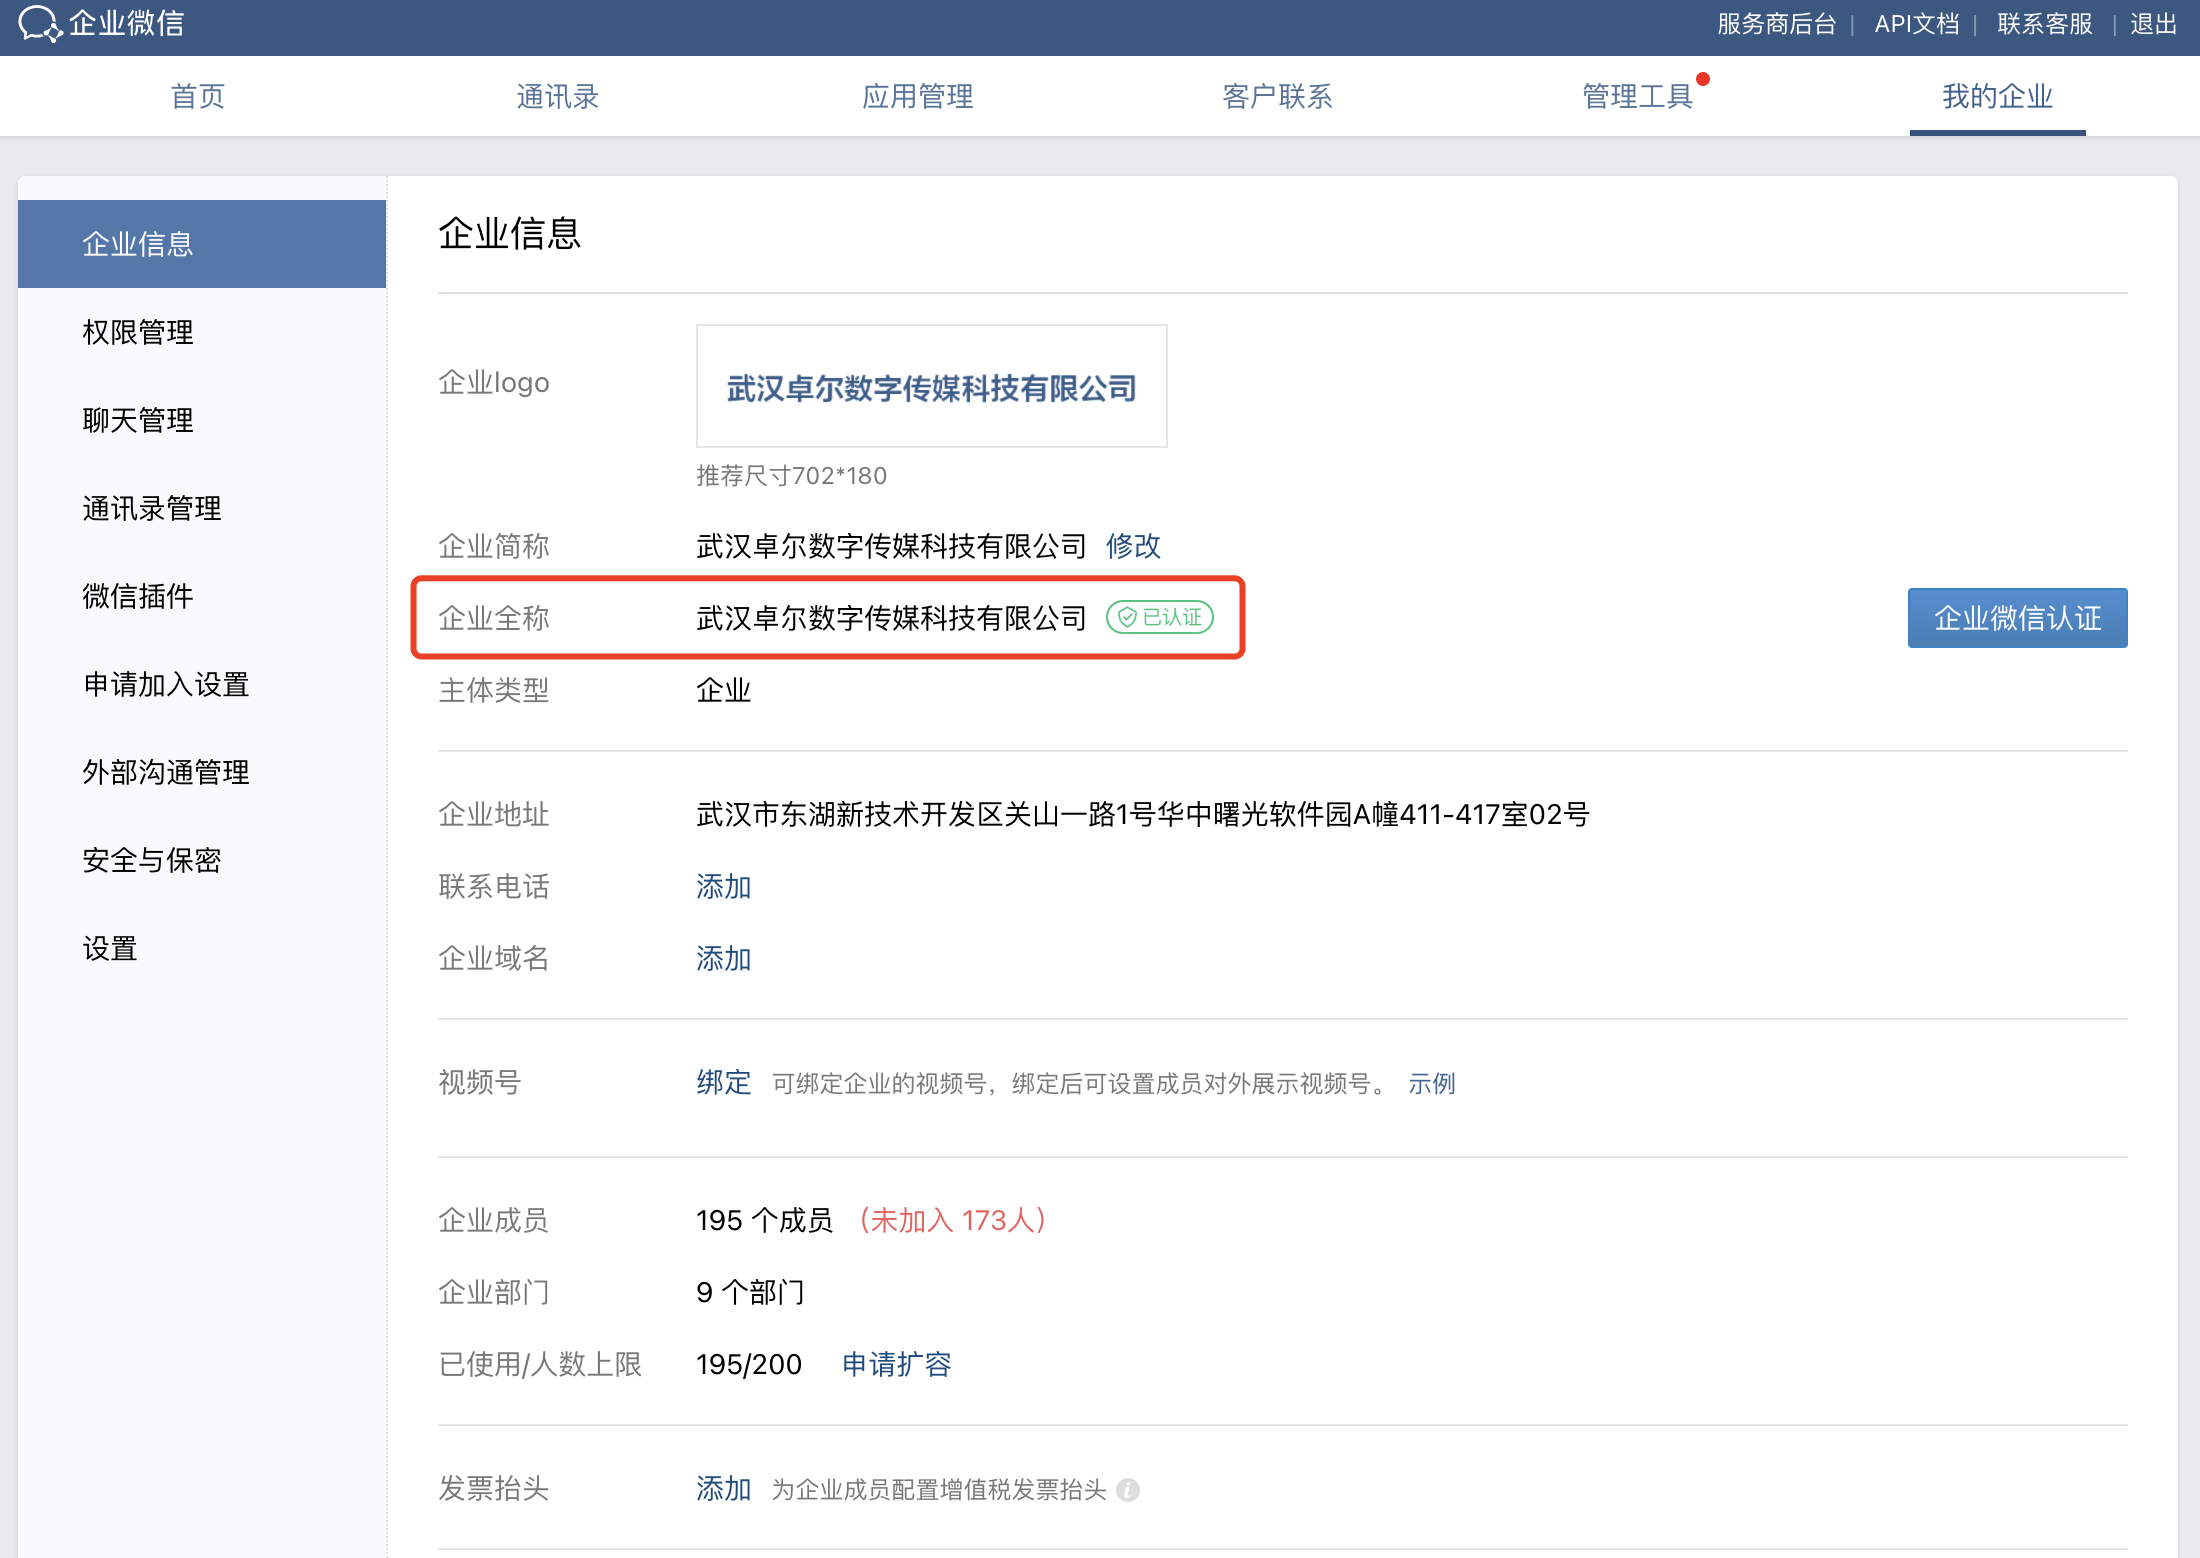 企业微信
服务商后台 | API文档 | 联系客服 | 退出
首页 通讯录 应用管理 客户联系 管理工具 我的企业
企业信息
权限管理
聊天管理
通讯录管理
微信插件
申请加入设置
外部沟通管理
安全与保密
设置
企业信息
企业logo
武汉卓尔数字传媒科技有限公司
推荐尺寸702*180
企业简称 武汉卓尔数字传媒科技有限公司 修改
企业全称 武汉卓尔数字传媒科技有限公司 已认证 企业微信认证
主体类型 企业
企业地址 武汉市东湖新技术开发区关山一路1号华中曙光软件园A幢411-417室02号
联系电话 添加
企业域名 添加
视频号 绑定 可绑定企业的视频号，绑定后可设置成员对外展示视频号。 示例
企业成员 195 个成员 （未加入 173人）
企业部门 9 个部门
已使用/人数上限 195/200 申请扩容
发票抬头 添加 为企业成员配置增值税发票抬头